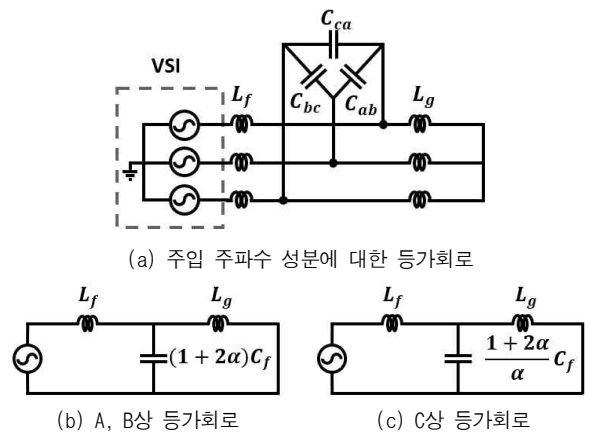 C_ca
VSI
L_f
C_bc
C_ab
L_g
(a) 주입 주파수 성분에 대한 등가회로
L_f
L_g
(1 + 2α)C_f
L_f
L_g
1 + 2α
α
C_f
(b) A, B상 등가회로
(c) C상 등가회로